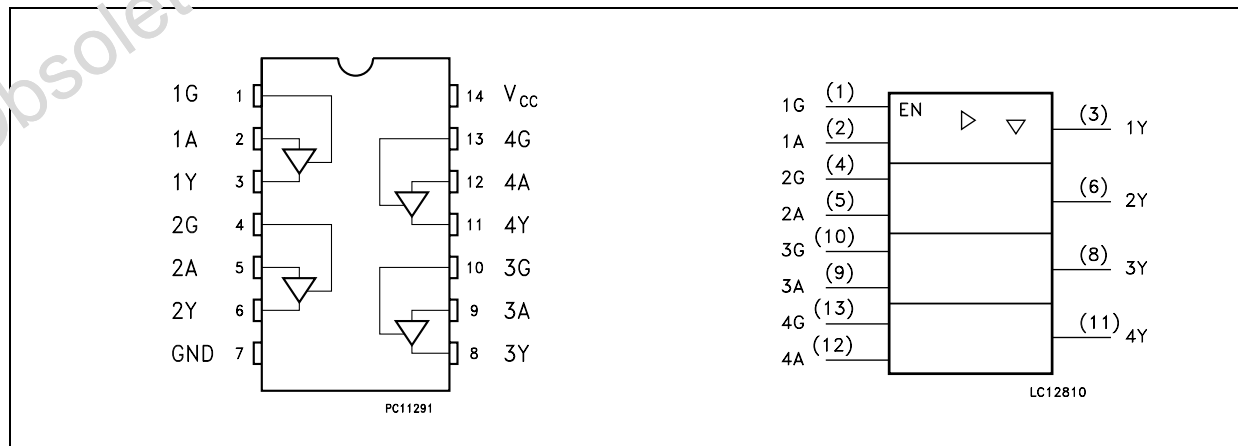 Obsolet
1G 1 14 VCC
1A 2 13 4G
1Y 3 12 4A
2G 4 11 4Y
2A 5 10 3G
2Y 6 9 3A
GND 7 8 3Y
PC11291
1G (1) EN (3) 1Y
1A (2)
2G (4) (6) 2Y
2A (5)
3G (10) (8) 3Y
3A (9)
4G (13) (11) 4Y
4A (12)
LC12810